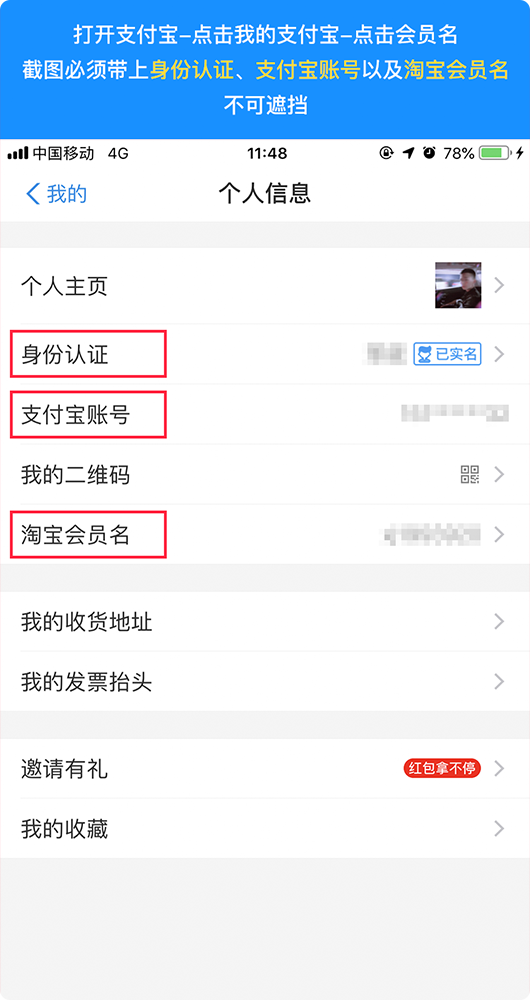 打开支付宝–点击我的支付宝–点击会员名
截图必须带上身份认证、支付宝账号以及淘宝会员名
不可遮挡
中国移动 4G 11:48 78%
我的 个人信息
个人主页
身份认证 已实名
支付宝账号
我的二维码
淘宝会员名
我的收货地址
我的发票抬头
邀请有礼 红包拿不停
我的收藏